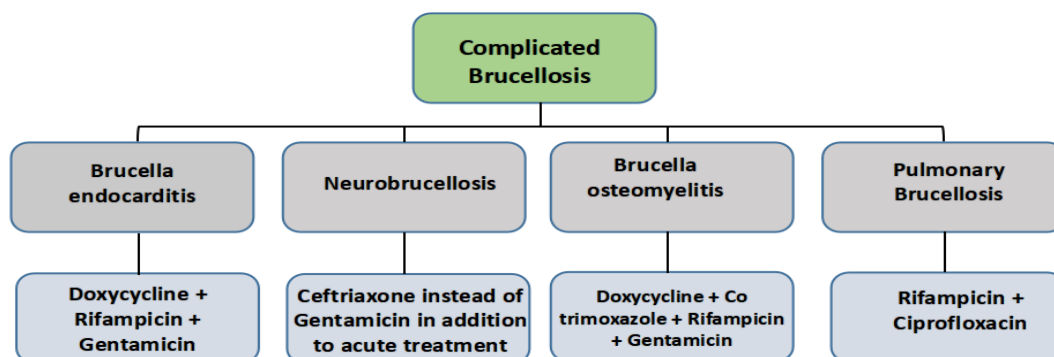 Complicated
Brucellosis
Brucella
endocarditis
Neurobrucellosis
Brucella
osteomyelitis
Pulmonary
Brucellosis
Doxycycline +
Rifampicin +
Gentamicin
Ceftriaxone instead of
Gentamicin in addition
to acute treatment
Doxycycline + Co
trimoxazole + Rifampicin
+ Gentamicin
Rifampicin +
Ciprofloxacin